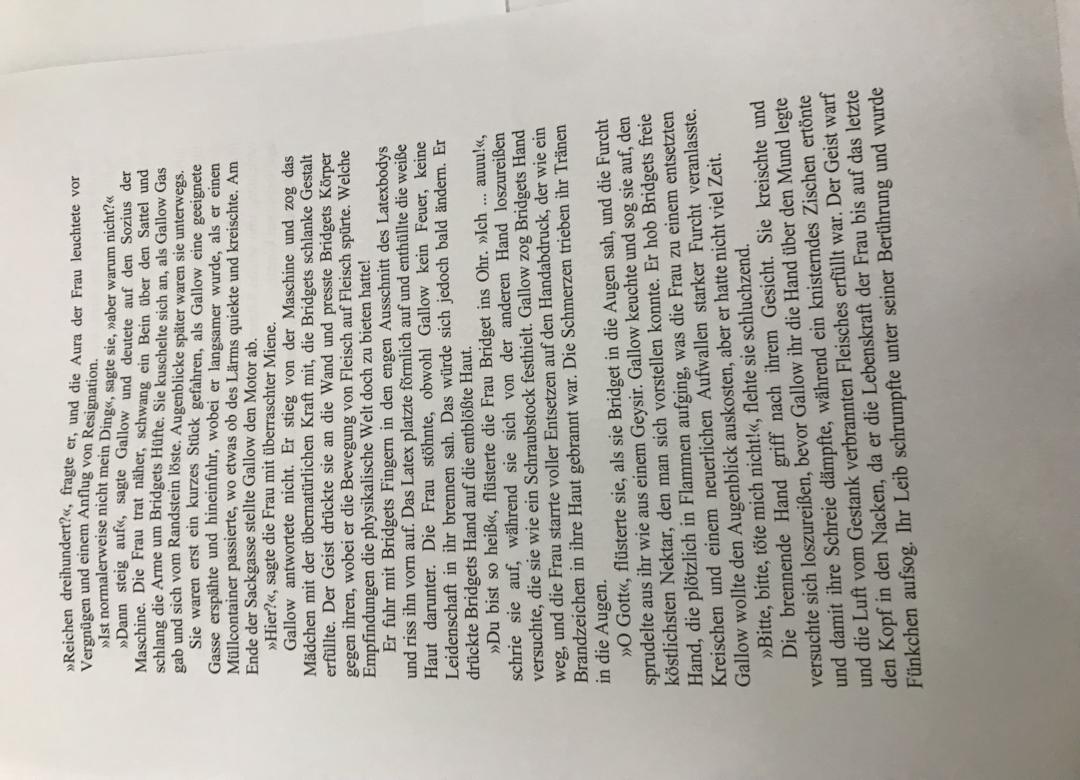 »Reichen dreihundert?«, fragte er, und die Aura der Frau leuchtete vor
Vergnügen und einem Anflug von Resignation.
»Ist normalerweise nicht mein Ding«, sagte sie, »aber warum nicht?«
»Dann steig auf«, sagte Gallow und deutete auf den Sozius der
Maschine. Die Frau trat näher, schwang ein Bein über den Sattel und
schlang die Arme um Bridgets Hüfte. Sie kuschelte sich an, als Gallow Gas
gab und sich vom Randstein löste. Augenblicke später waren sie unterwegs.
Sie waren erst ein kurzes Stück gefahren, als Gallow eine geeignete
Gasse erspähte und hineinfuhr, wobei er langsamer wurde, als er einen
Müllcontainer passierte, wo etwas ob des Lärms quiekte und kreischte. Am
Ende der Sackgasse stellte Gallow den Motor ab.
»Hier?«, sagte die Frau mit überraschter Miene.
Gallow antwortete nicht. Er stieg von der Maschine und zog das
Mädchen mit der übernatürlichen Kraft mit, die Bridgets schlanke Gestalt
erfüllte. Der Geist drückte sie an die Wand und presste Bridgets Körper
gegen ihren, wobei er die Bewegung von Fleisch auf Fleisch spürte. Welche
Empfindungen die physikalische Welt doch zu bieten hatte!
Er fuhr mit Bridgets Fingern in den engen Ausschnitt des Latexbodys
und riss ihn vorn auf. Das Latex platzte förmlich auf und enthüllte die weiße
Haut darunter. Die Frau stöhnte, obwohl Gallow kein Feuer, keine
Leidenschaft in ihr brennen sah. Das würde sich jedoch bald ändern. Er
drückte Bridgets Hand auf die entblößte Haut.
»Du bist so heiß«, flüsterte die Frau Bridget ins Ohr. »Ich ... auuu!«,
schrie sie auf, während sie sich von der anderen Hand loszureißen
versuchte, die sie wie ein Schraubstock festhielt. Gallow zog Bridgets Hand
weg, und die Frau starrte voller Entsetzen auf den Handabdruck, der wie ein
Brandzeichen in ihre Haut gebrannt war. Die Schmerzen trieben ihr Tränen
in die Augen.
»O Gott«, flüsterte sie, als sie Bridget in die Augen sah, und die Furcht
sprudelte aus ihr wie aus einem Geysir. Gallow keuchte und sog sie auf, den
köstlichsten Nektar, den man sich vorstellen konnte. Er hob Bridgets freie
Hand, die plötzlich in Flammen aufging, was die Frau zu einem entsetzten
Kreischen und einem neuerlichen Aufwallen starker Furcht veranlasste.
Gallow wollte den Augenblick auskosten, aber er hatte nicht viel Zeit.
»Bitte, bitte, töte mich nicht!«, flehte sie schluchzend.
Die brennende Hand griff nach ihrem Gesicht. Sie kreischte und
versuchte sich loszureißen, bevor Gallow ihr die Hand über den Mund legte
und damit ihre Schreie dämpfte, während ein knisterndes Zischen ertönte
und die Luft vom Gestank verbrannten Fleisches erfüllt war. Der Geist warf
den Kopf in den Nacken, da er die Lebenskraft der Frau bis auf das letzte
Fünkchen aufsog. Ihr Leib schrumpfte unter seiner Berührung und wurde